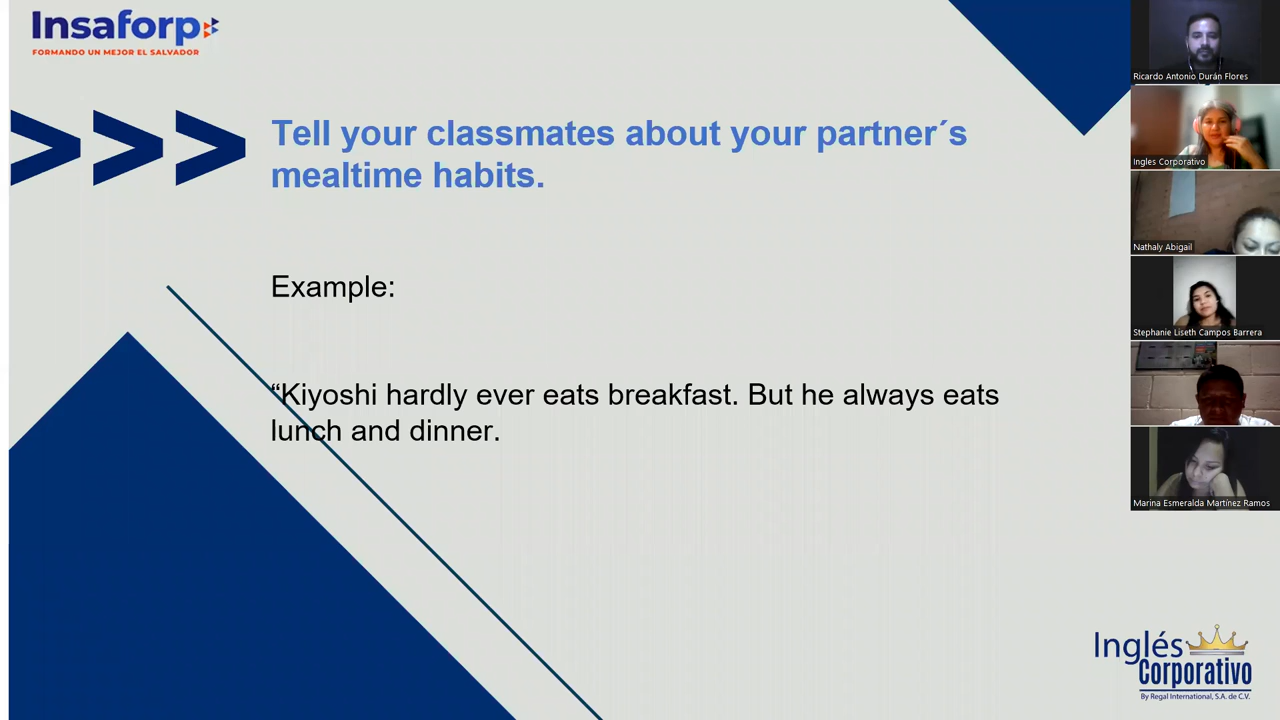 Insaforp
FORMANDO UN MEJOR EL SALVADOR
>>>
Tell your classmates about your partner´s
mealtime habits.
Example:
“Kiyoshi hardly ever eats breakfast. But he always eats
lunch and dinner.
Ricardo Antonio Durán Flores
Ingles Corporativo
Nathaly Abigail
Stephanie Liseth Campos Barrera
Marina Esmeralda Martínez Ramos
Inglés
Corporativo
By Regal International, S.A. de C.V.